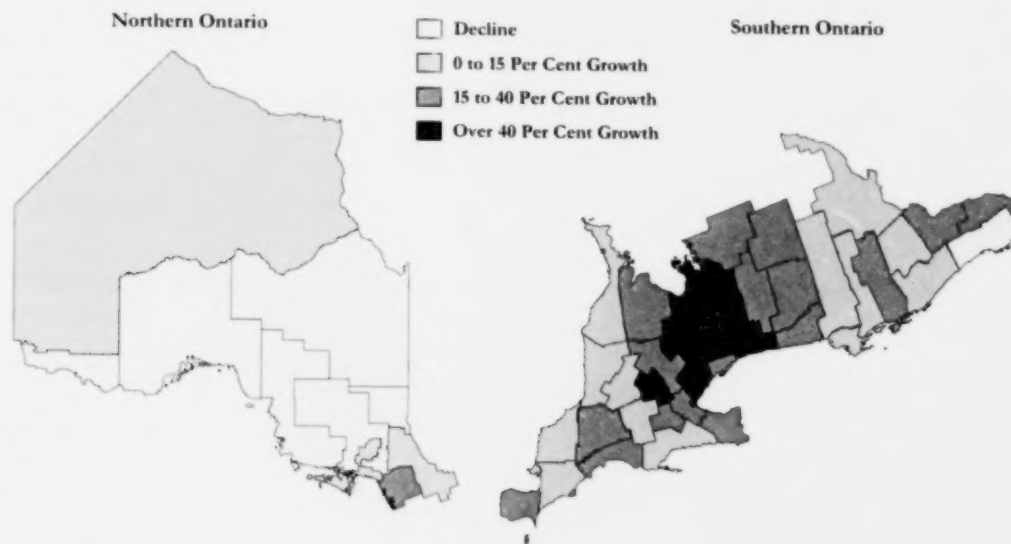 Northern Ontario
Decline
0 to 15 Per Cent Growth
15 to 40 Per Cent Growth
Over 40 Per Cent Growth
Southern Ontario